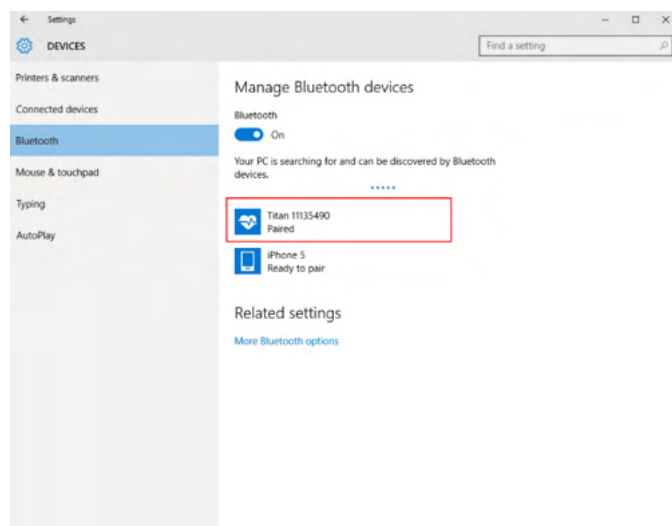 Settings
DEVICES
Find a setting
Printers & scanners
Connected devices
Bluetooth
Mouse & touchpad
Typing
AutoPlay
Manage Bluetooth devices
Bluetooth
On
Your PC is searching for and can be discovered by Bluetooth
devices.
Titan 11135490
Paired
iPhone 5
Ready to pair
Related settings
More Bluetooth options